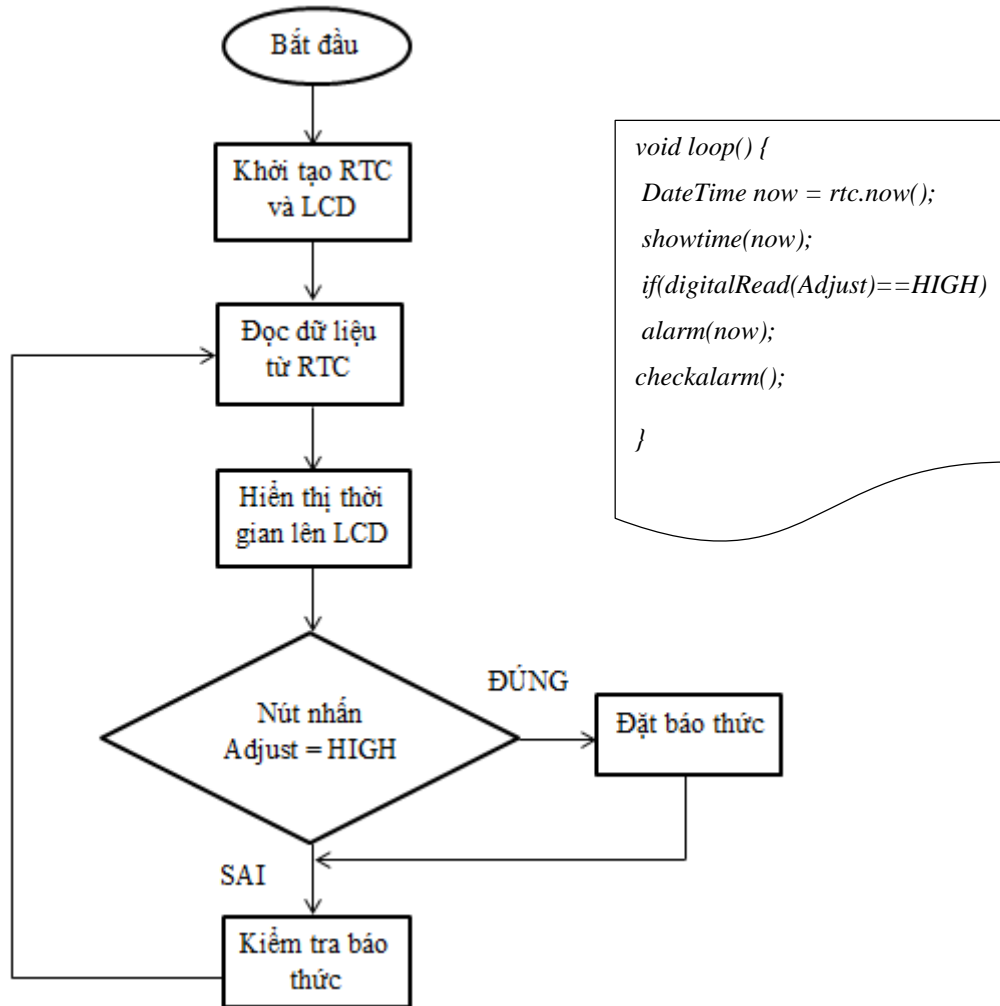 Bắt đầu
Khởi tạo RTC
và LCD
Đọc dữ liệu
từ RTC
Hiển thị thời
gian lên LCD
Nút nhấn
Adjust = HIGH
ĐÚNG
Đặt báo thức
SAI
Kiểm tra báo
thức
void loop() {
DateTime now = rtc.now();
showtime(now);
if(digitalRead(Adjust)==HIGH)
alarm(now);
checkalarm();
}